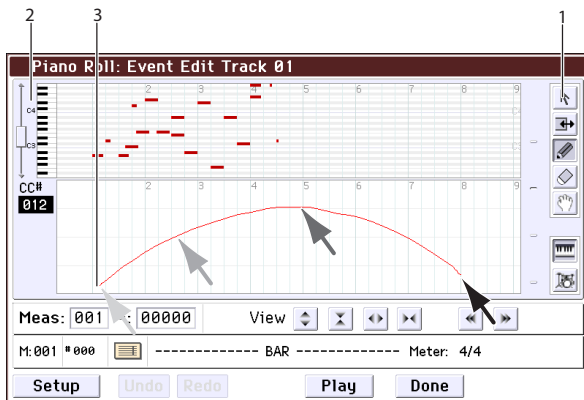 2 3 1
Piano Roll: Event Edit Track 01
2 3 4 5 6 7 8 9
C4
C3
CC#
012
2 3 4 5 6 7 8 9
Meas: 001 : 00000 View
M:001 #000 -------------- BAR -------------- Meter: 4/4
Setup Undo Redo Play Done